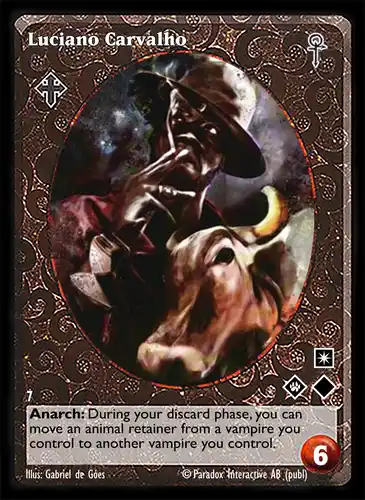 Luciano Carvalho
7
Anarch: During your discard phase, you can
move an animal retainer from a vampire you
control to another vampire you control.
6
Illus: Gabriel de Góes © Paradox Interactive AB (publ)